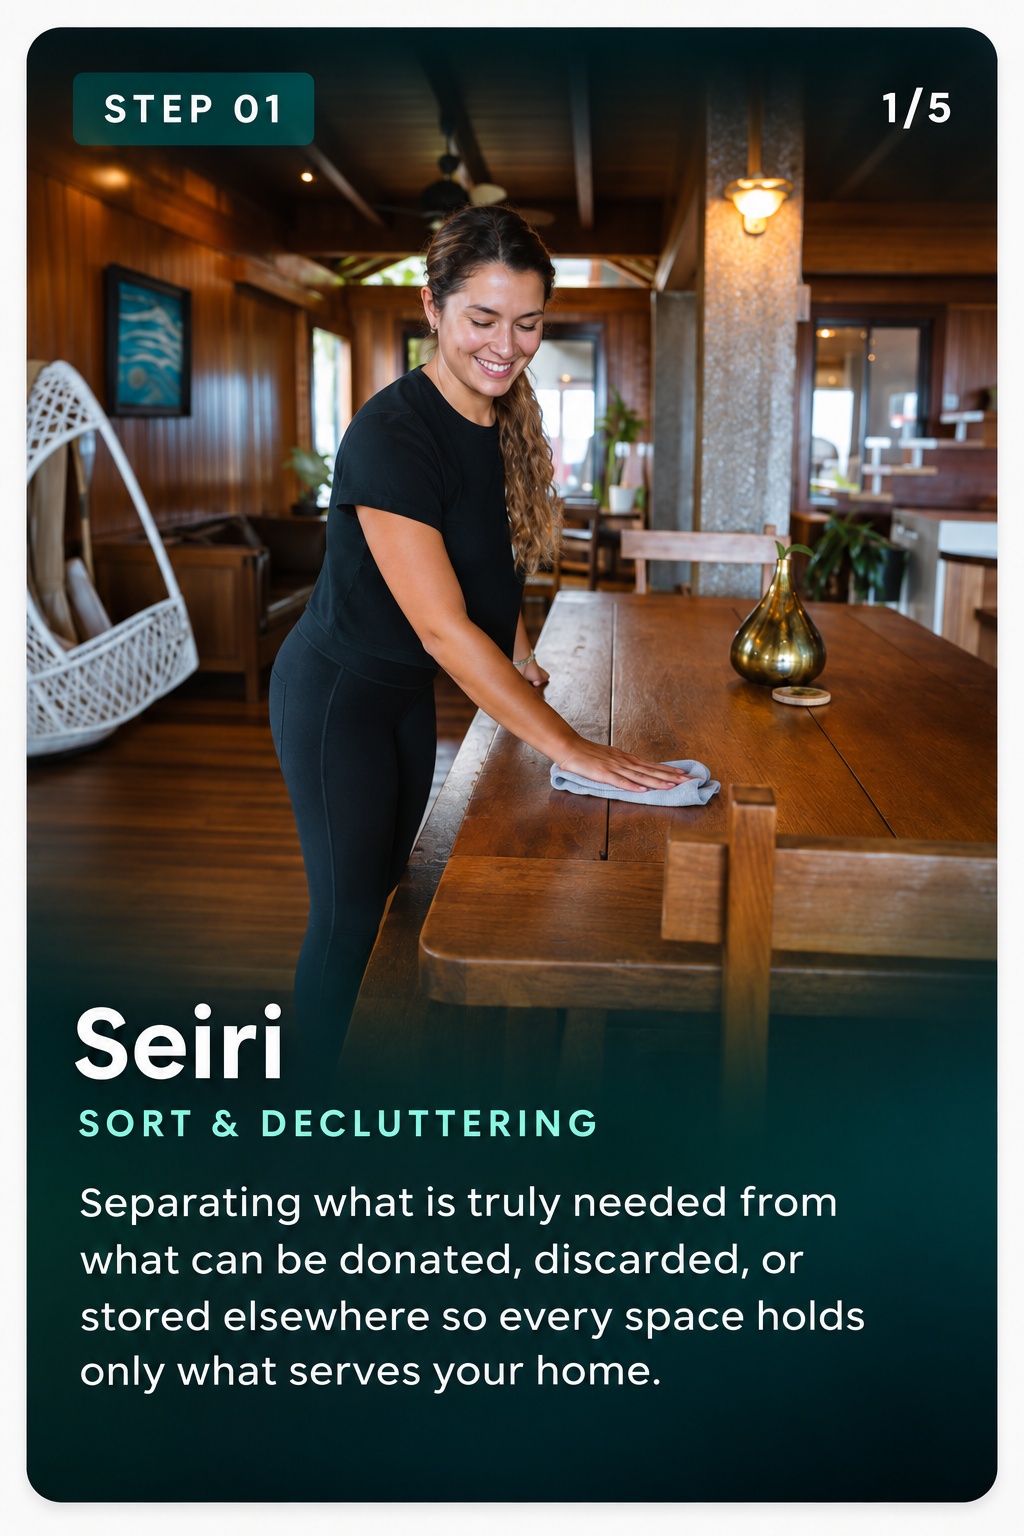 STEP 01
1/5
Seiri
SORT & DECLUTTERING
Separating what is truly needed from
what can be donated, discarded, or
stored elsewhere so every space holds
only what serves your home.